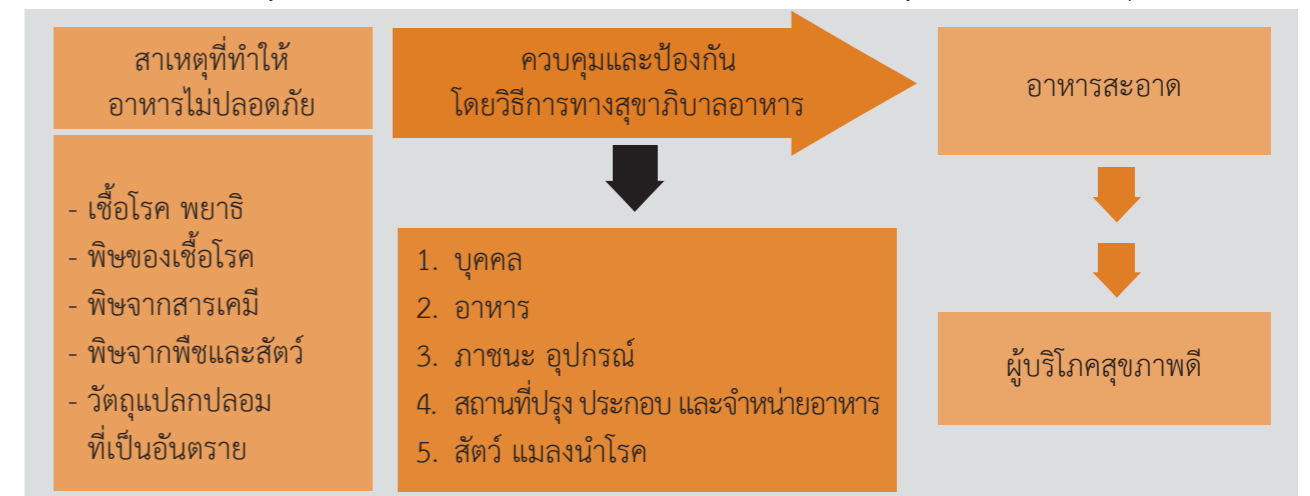 สาเหตุที่ทำให้
อาหารไม่ปลอดภัย
- เชื้อโรค พยาธิ
- พิษของเชื้อโรค
- พิษจากสารเคมี
- พิษจากพืชและสัตว์
- วัตถุแปลกปลอม
ที่เป็นอันตราย
ควบคุมและป้องกัน
โดยวิธีการทางสุขาภิบาลอาหาร
1. บุคคล
2. อาหาร
3. ภาชนะ อุปกรณ์
4. สถานที่ปรุง ประกอบ และจำหน่ายอาหาร
5. สัตว์ แมลงนำโรค
อาหารสะอาด
ผู้บริโภคสุขภาพดี